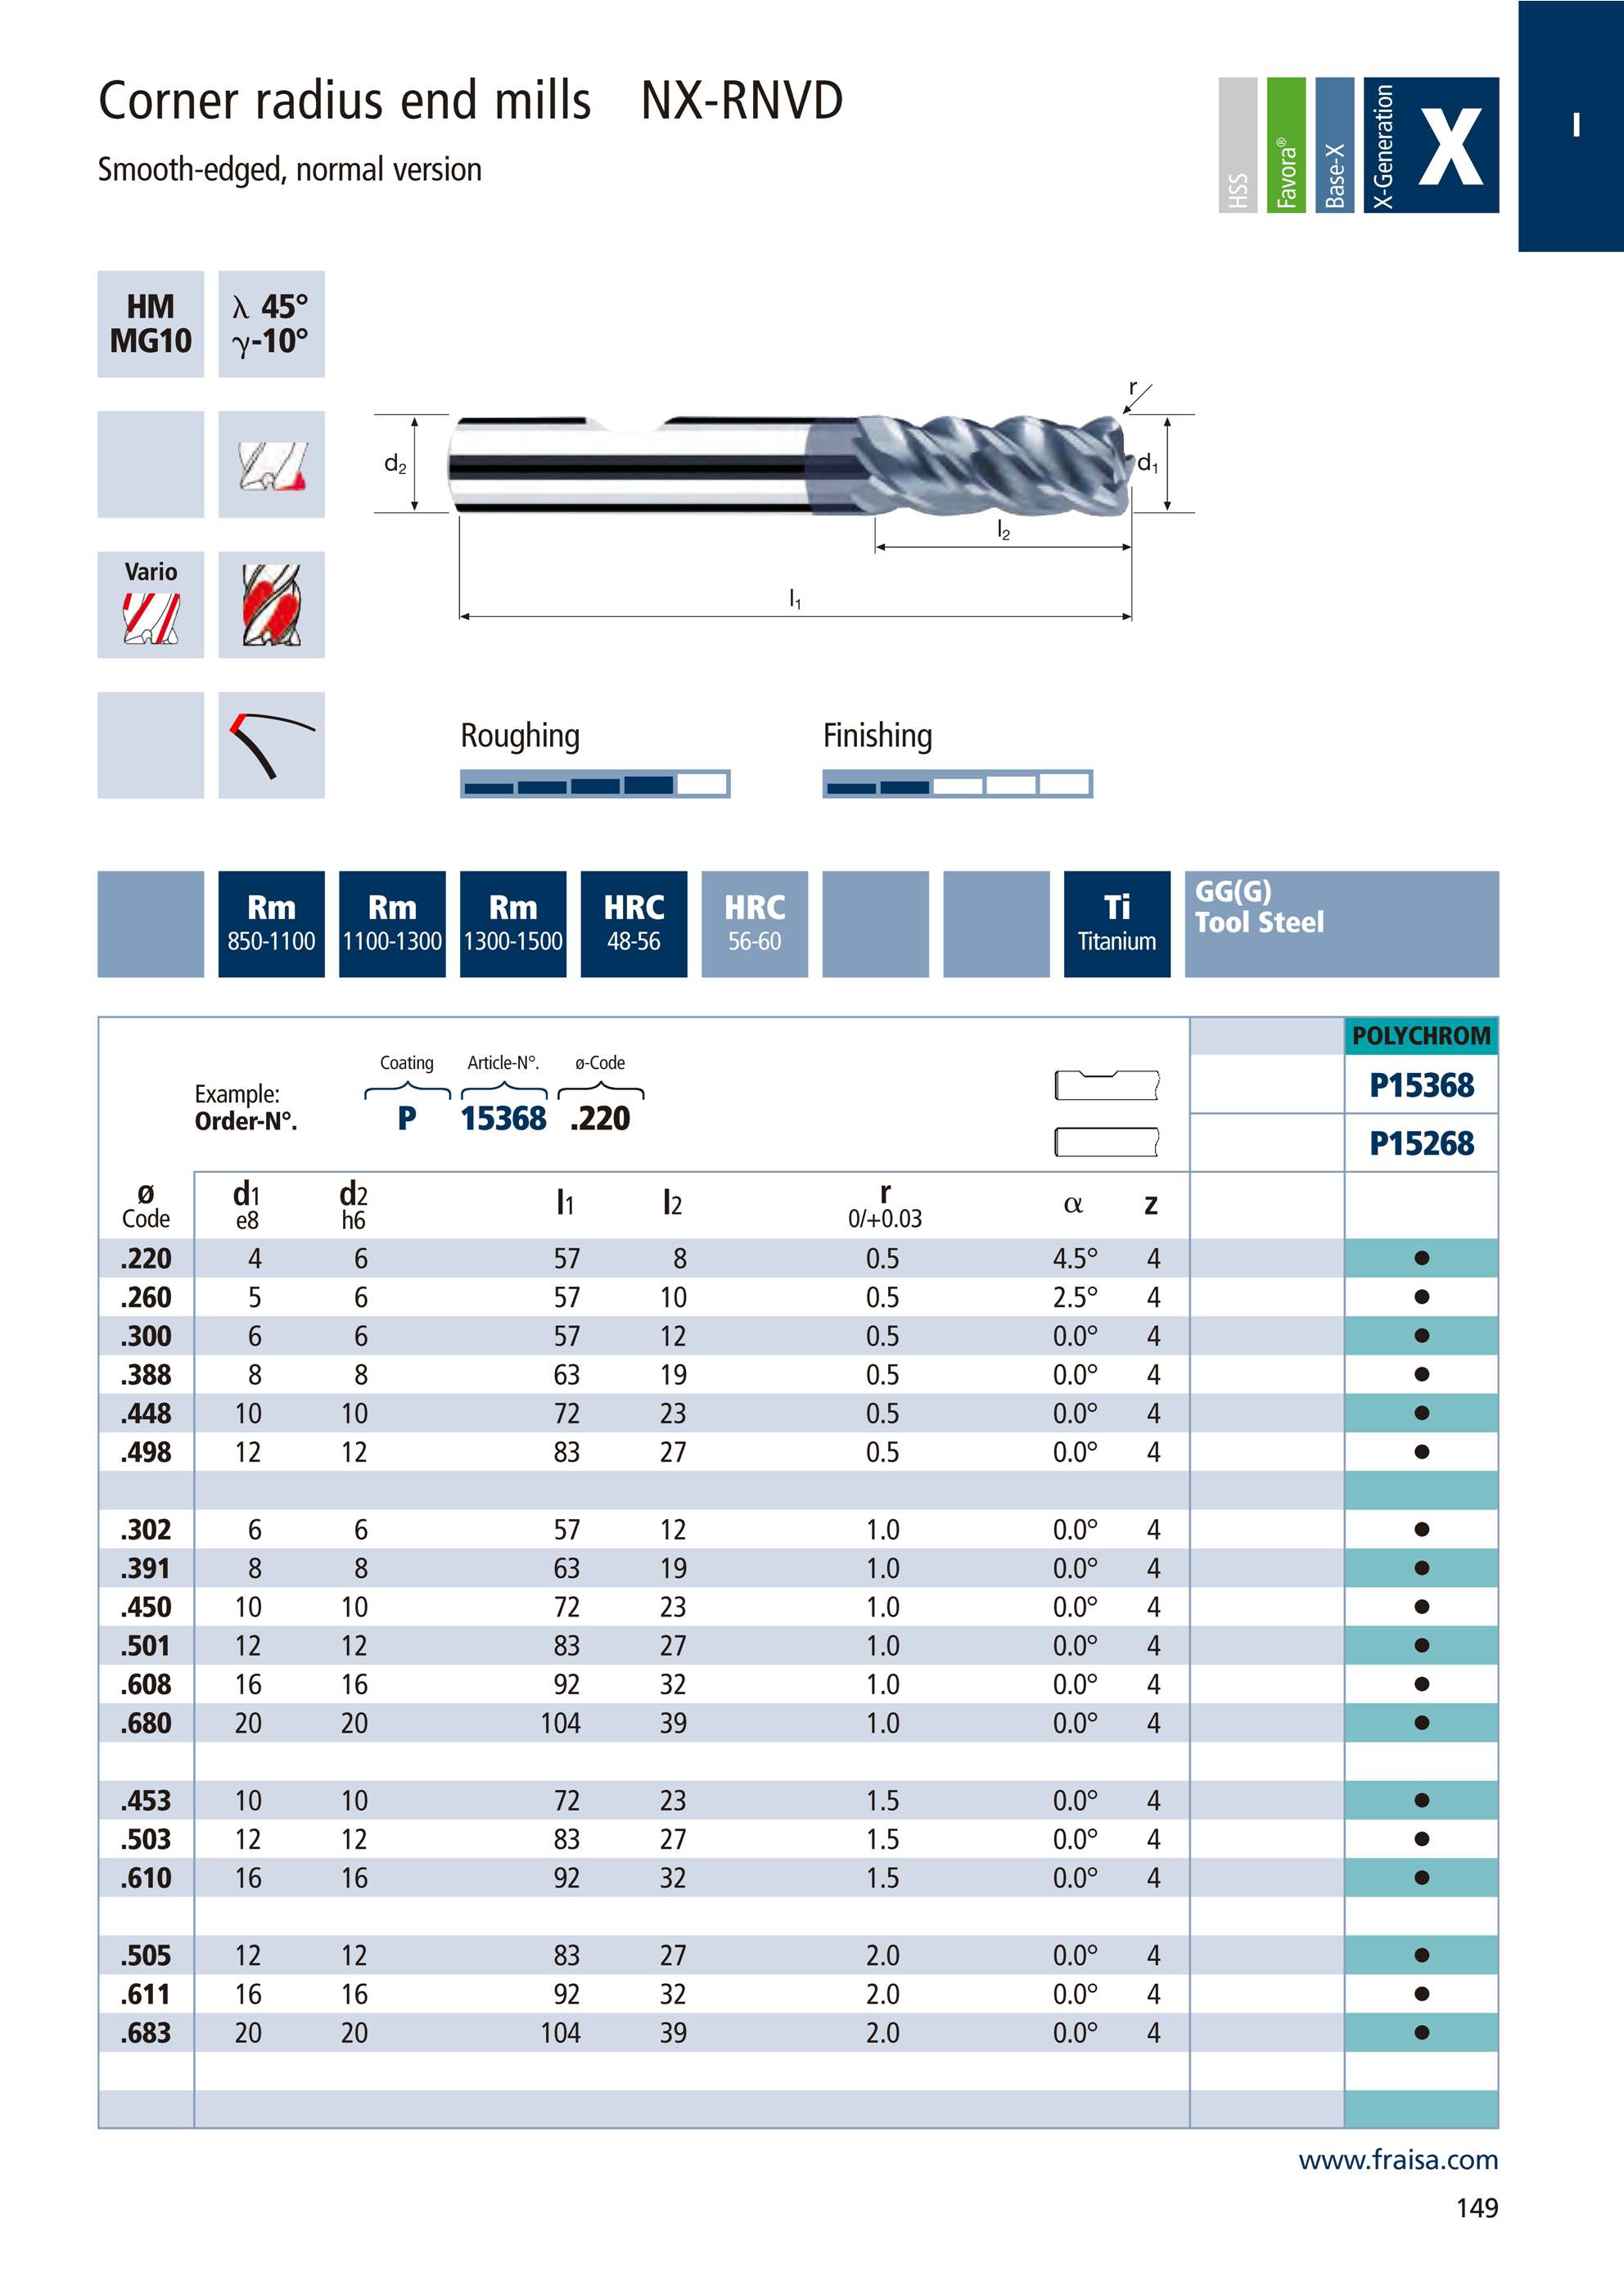 Corner radius end mills NX-RNVD
Smooth-edged, normal version
HSS
Favora®
Base-X
X-Generation
X
I
HM
MG10
λ 45°
γ-10°
Vario
r
d2
d1
l2
l1
Roughing
Finishing
Rm
850-1100
Rm
1100-1300
Rm
1300-1500
HRC
48-56
HRC
56-60
Ti
Titanium
GG(G)
Tool Steel
POLYCHROM
Coating Article-N°. ø-Code
Example:
Order-N°. P 15368 .220
P15368
P15268
ø Code d1 e8 d2 h6 l1 l2 r 0/+0.03 α z
.220 4 6 57 8 0.5 4.5° 4 ●
.260 5 6 57 10 0.5 2.5° 4 ●
.300 6 6 57 12 0.5 0.0° 4 ●
.388 8 8 63 19 0.5 0.0° 4 ●
.448 10 10 72 23 0.5 0.0° 4 ●
.498 12 12 83 27 0.5 0.0° 4 ●
.302 6 6 57 12 1.0 0.0° 4 ●
.391 8 8 63 19 1.0 0.0° 4 ●
.450 10 10 72 23 1.0 0.0° 4 ●
.501 12 12 83 27 1.0 0.0° 4 ●
.608 16 16 92 32 1.0 0.0° 4 ●
.680 20 20 104 39 1.0 0.0° 4 ●
.453 10 10 72 23 1.5 0.0° 4 ●
.503 12 12 83 27 1.5 0.0° 4 ●
.610 16 16 92 32 1.5 0.0° 4 ●
.505 12 12 83 27 2.0 0.0° 4 ●
.611 16 16 92 32 2.0 0.0° 4 ●
.683 20 20 104 39 2.0 0.0° 4 ●
www.fraisa.com
149